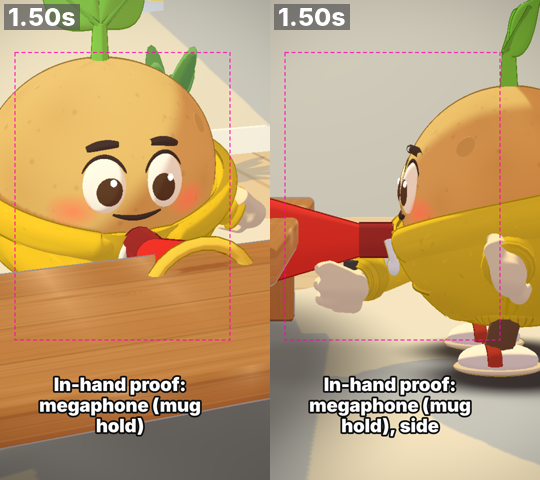 1.50s
In-hand proof:
megaphone (mug
hold)
1.50s
In-hand proof:
megaphone (mug
hold), side